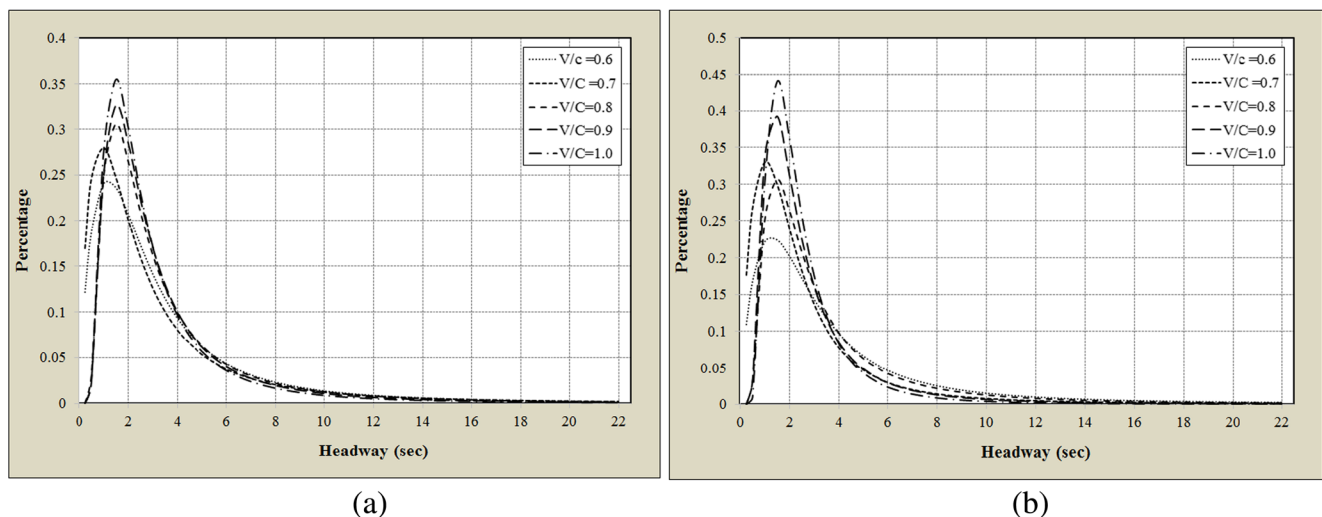 0.4
0.35
0.3
0.25
0.2
0.15
0.1
0.05
0
Percentage
0 2 4 6 8 10 12 14 16 18 20 22
Headway (sec)
V/c =0.6
V/C=0.7
V/C=0.8
V/C=0.9
V/C=1.0
(a)
0.5
0.45
0.4
0.35
0.3
0.25
0.2
0.15
0.1
0.05
0
Percentage
0 2 4 6 8 10 12 14 16 18 20 22
Headway (sec)
V/c =0.6
V/C=0.7
V/C=0.8
V/C=0.9
V/C=1.0
(b)